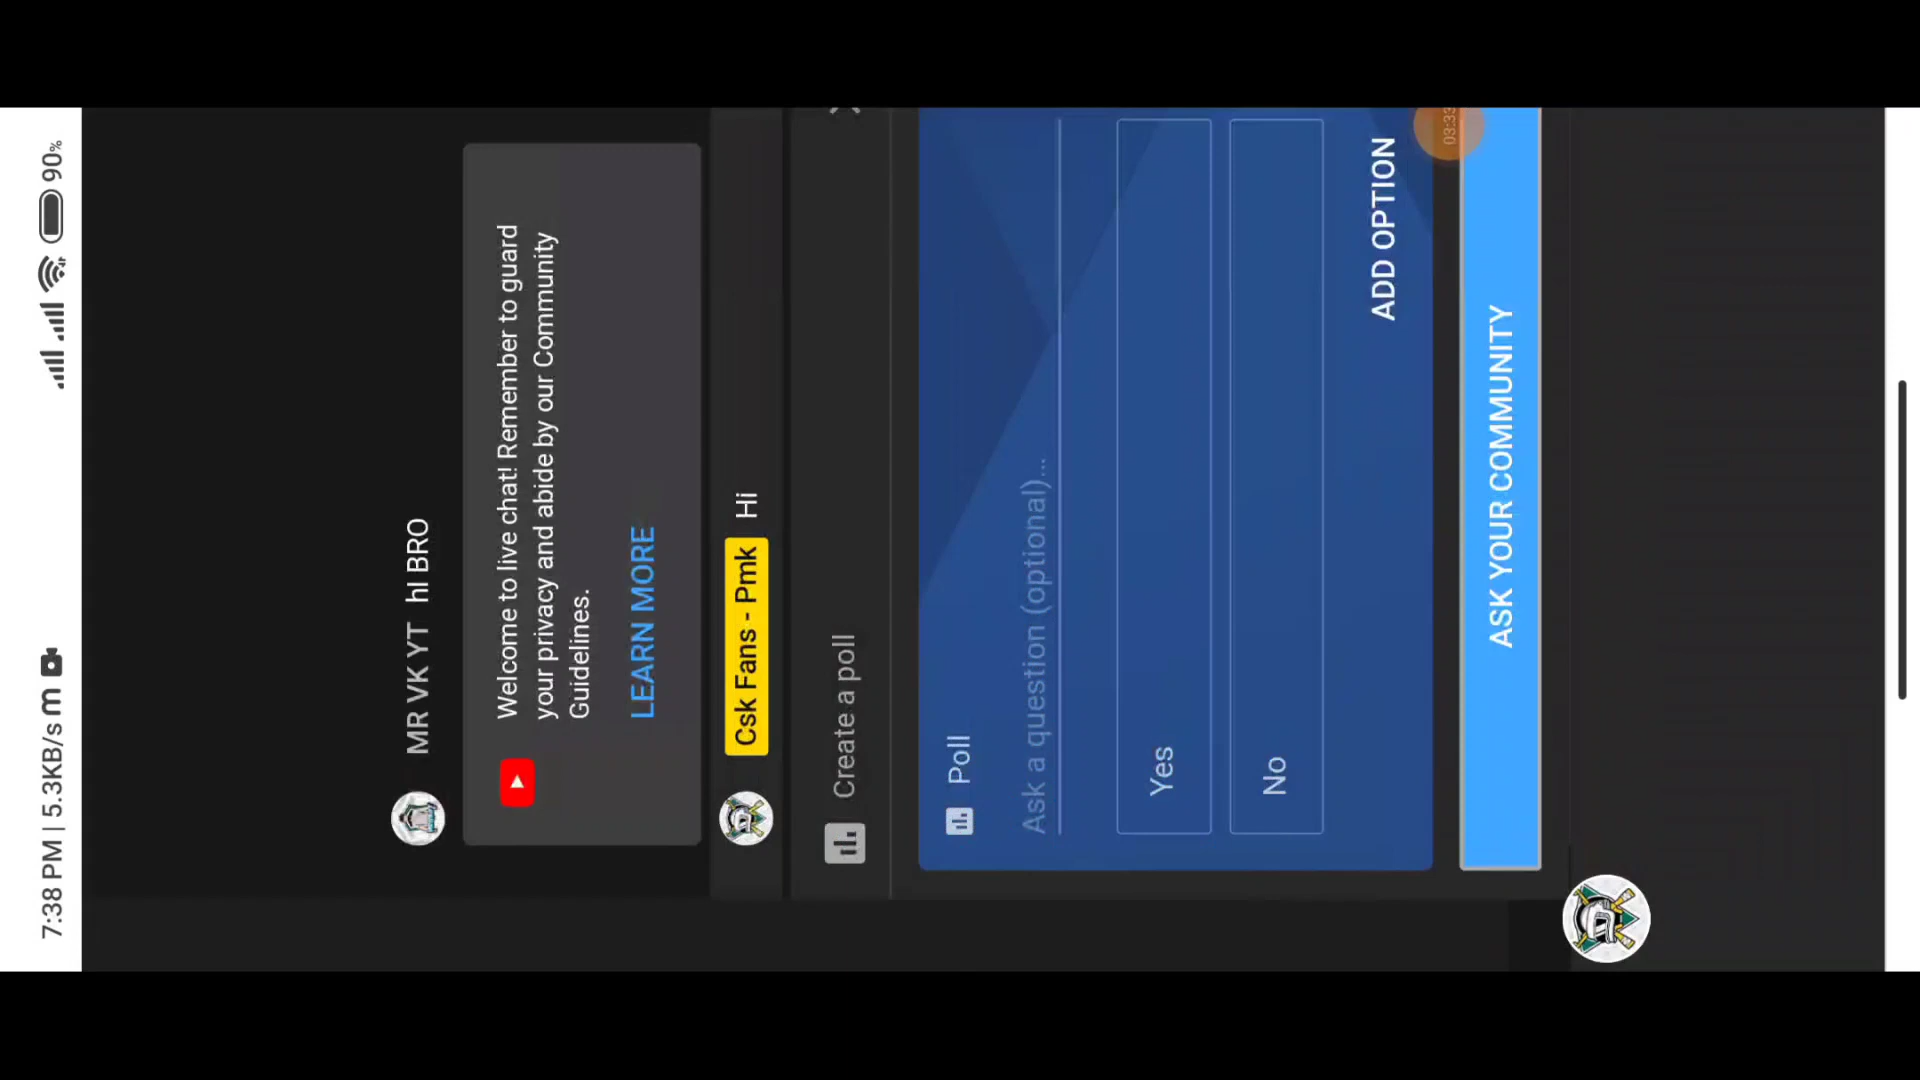 7:38 PM | 5.3KB/s m
90%
MR VK YT hI BRO
Welcome to live chat! Remember to guard
your privacy and abide by our Community
Guidelines.
LEARN MORE
Csk Fans - Pmk Hi
Create a poll
Poll
Ask a question (optional)...
Yes
No
ADD OPTION
03:33
ASK YOUR COMMUNITY